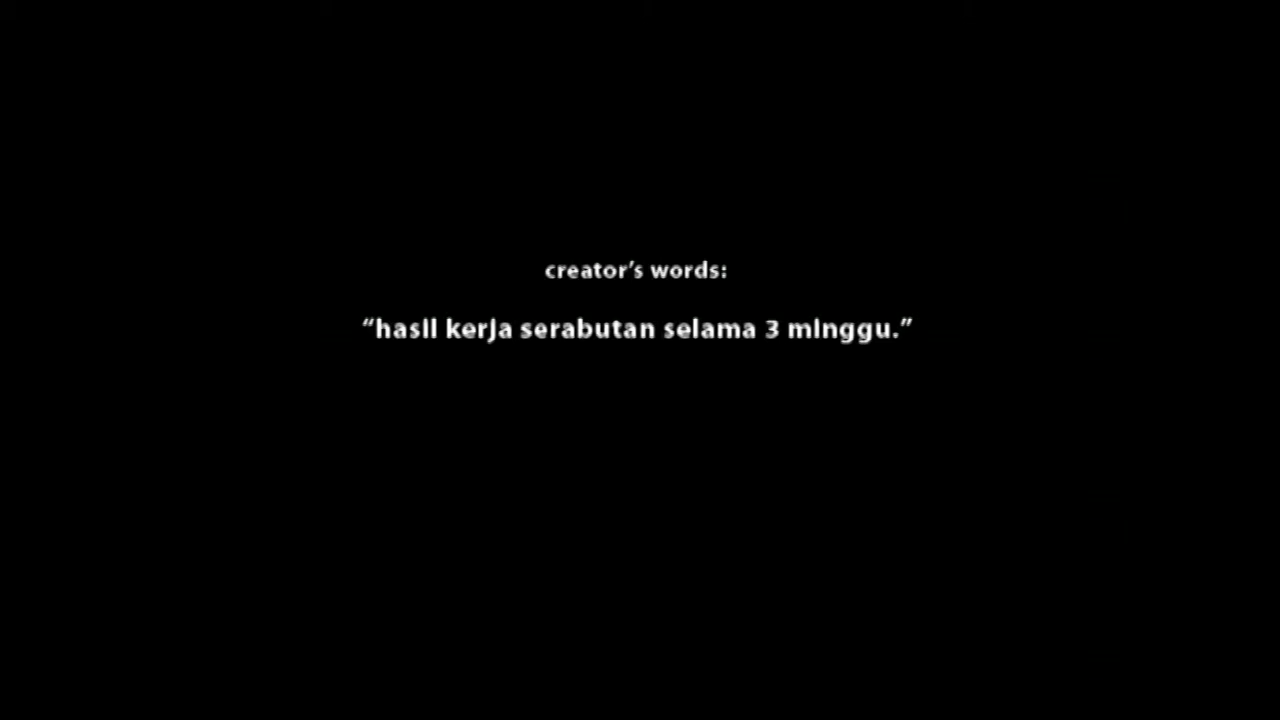 creator’s words:
“hasil kerja serabutan selama 3 minggu.”